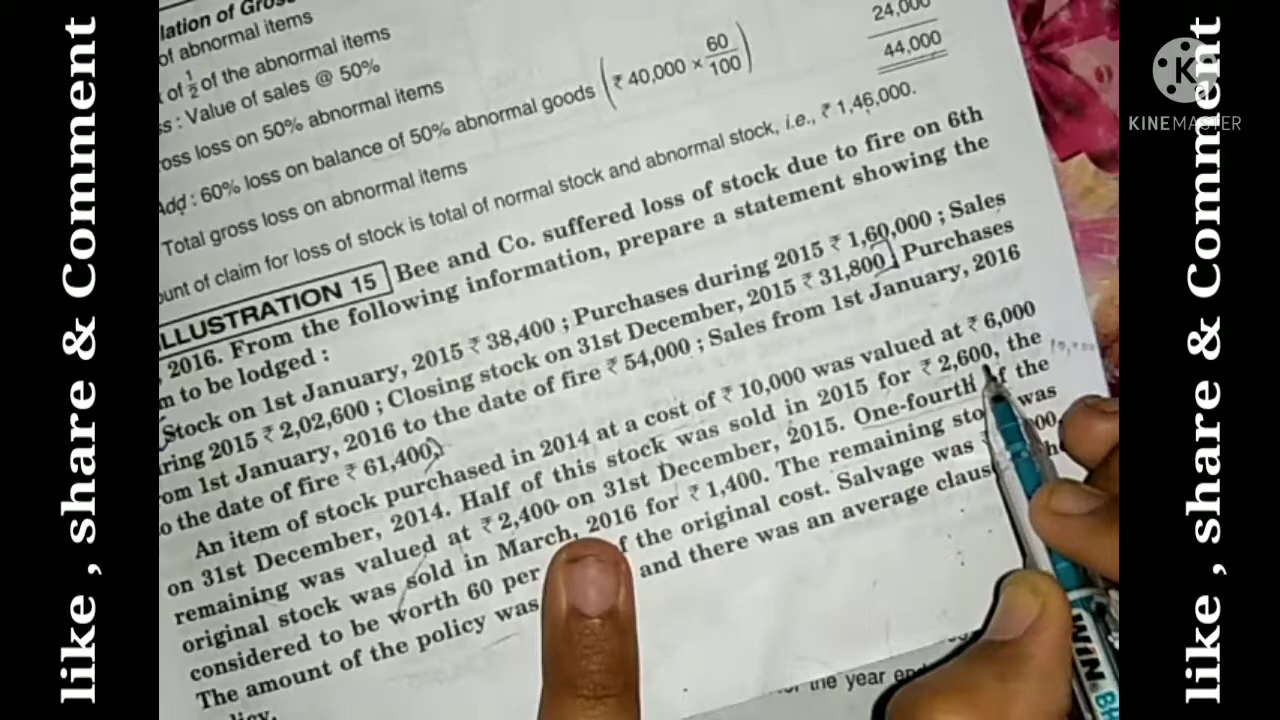 like , share & Comment
lation of Gross
of abnormal items
of 1/2 of the abnormal items
ss : Value of sales @ 50%
oss loss on 50% abnormal items
Add : 60% loss on balance of 50% abnormal goods (₹ 40,000 × 60/100)
24,000
Total gross loss on abnormal items
44,000
ount of claim for loss of stock is total of normal stock and abnormal stock, i.e., ₹ 1,46,000.
ILLUSTRATION 15 Bee and Co. suffered loss of stock due to fire on 6th
, 2016. From the following information, prepare a statement showing the
m to be lodged :
Stock on 1st January, 2015 ₹ 38,400 ; Purchases during 2015 ₹ 1,60,000 ; Sales
ring 2015 ₹ 2,02,600 ; Closing stock on 31st December, 2015 ₹ 31,800 Purchases
om 1st January, 2016 to the date of fire ₹ 54,000 ; Sales from 1st January, 2016
o the date of fire ₹ 61,400
An item of stock purchased in 2014 at a cost of ₹ 10,000 was valued at ₹ 6,000
on 31st December, 2014. Half of this stock was sold in 2015 for ₹ 2,600, the
remaining was valued at ₹ 2,400 on 31st December, 2015. One-fourth of the
original stock was sold in March, 2016 for ₹ 1,400. The remaining stock was
considered to be worth 60 per f the original cost. Salvage was ₹ 00.
The amount of the policy was and there was an average clause
licy.
the year en
KINEMASTER
K
WIN
like , share & Comment